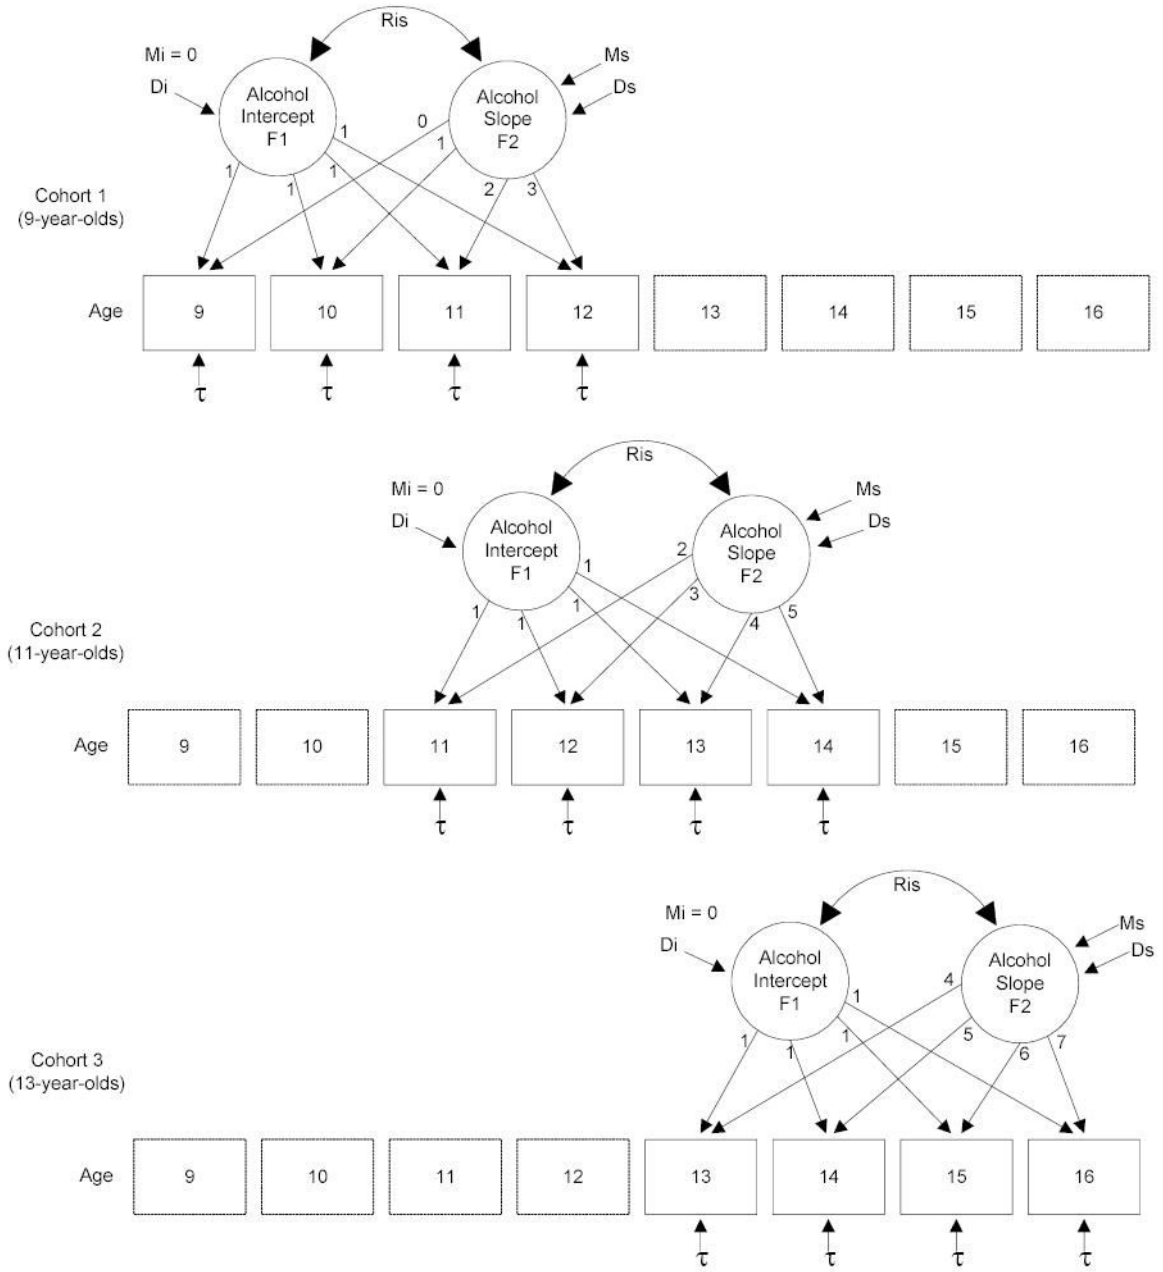 Ris
Mi = 0
Ms
Di
Ds
Alcohol
Intercept
F1
Alcohol
Slope
F2
1
0
1
1
1
1
2
3
Cohort 1
(9-year-olds)
Age
9
10
11
12
13
14
15
16
τ
τ
τ
τ
Ris
Mi = 0
Ms
Di
Ds
Alcohol
Intercept
F1
Alcohol
Slope
F2
1
2
1
1
1
3
4
5
Cohort 2
(11-year-olds)
Age
9
10
11
12
13
14
15
16
τ
τ
τ
τ
Ris
Mi = 0
Ms
Di
Ds
Alcohol
Intercept
F1
Alcohol
Slope
F2
1
4
1
1
1
5
6
7
Cohort 3
(13-year-olds)
Age
9
10
11
12
13
14
15
16
τ
τ
τ
τ